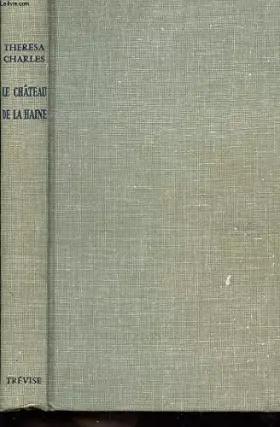 THERESA
CHARLES
LE CHÂTEAU
DE LA HAINE
TRÉVISE